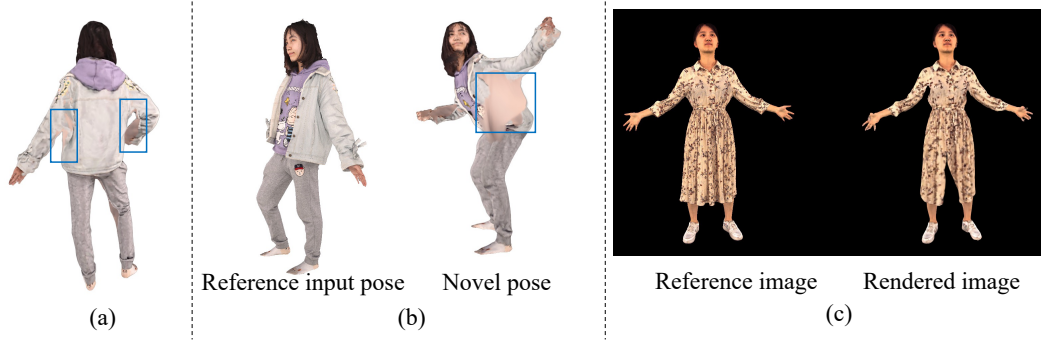 Reference input pose
Novel pose
Reference image
Rendered image
(a)
(b)
(c)